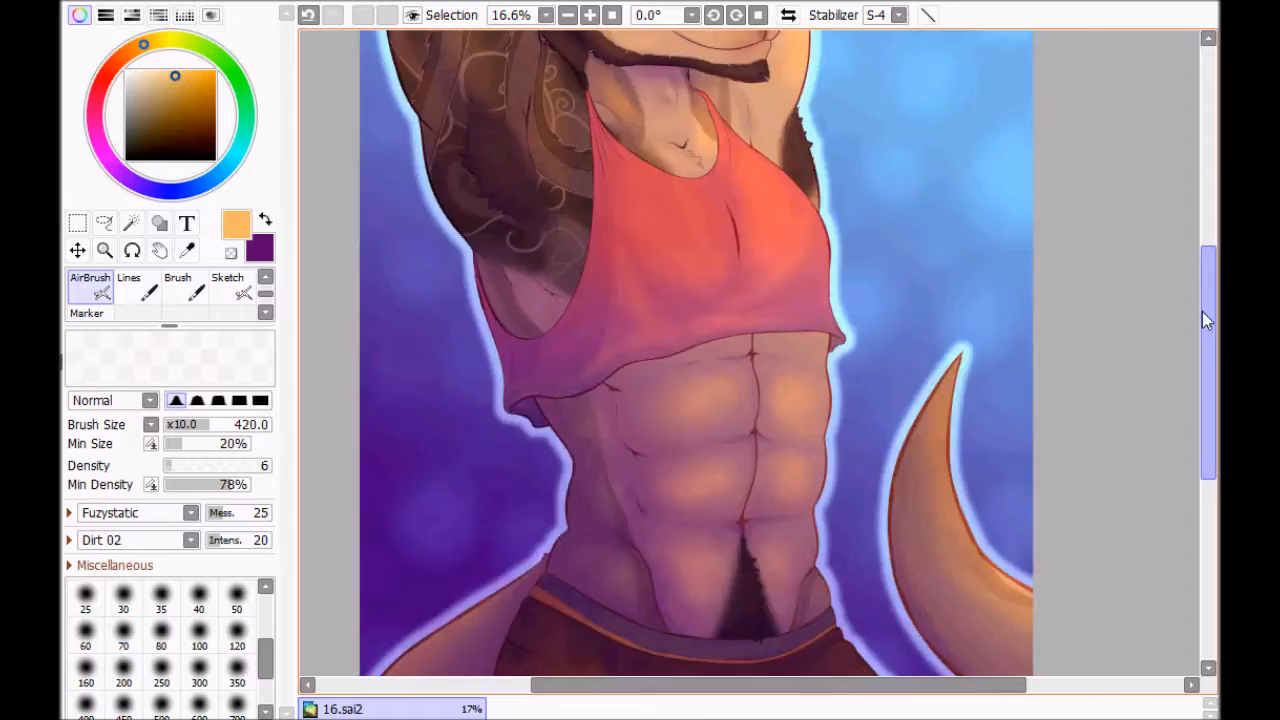 Selection 16.6% 0.0° Stabilizer S-4
T
AirBrush Lines Brush Sketch
Marker
Normal
Brush Size x10.0 420.0
Min Size 20%
Density 6
Min Density 78%
Fuzystatic Mess. 25
Dirt 02 Intens. 20
Miscellaneous
25 30 35 40 50
60 70 80 100 120
160 200 250 300 350
16.sai2 17%